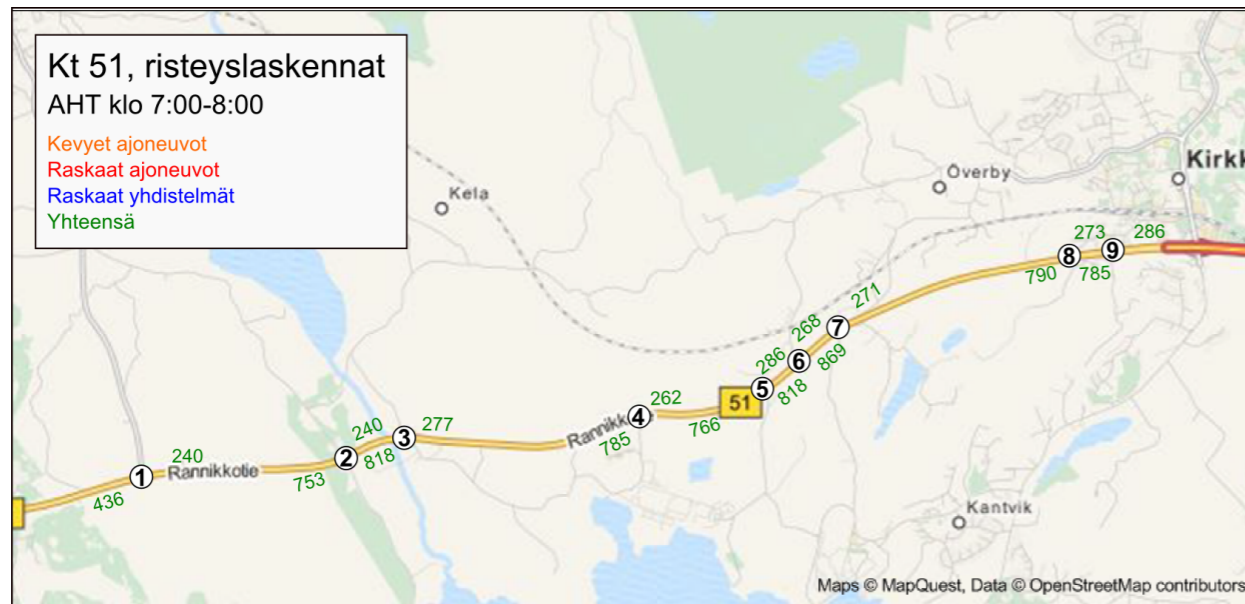 Kt 51, risteyslaskennat
AHT klo 7:00-8:00
Kevyet ajoneuvot
Raskaat ajoneuvot
Raskaat yhdistelmät
Yhteensä
Kirkk
Överby
Kela
273
286
8
9
790
785
271
268
7
869
286
6
818
5
51
262
4
Rannikkotie
766
785
240
277
3
2
818
240
1
Rannikkotie
753
436
Kantvik
Maps © MapQuest, Data © OpenStreetMap contributors